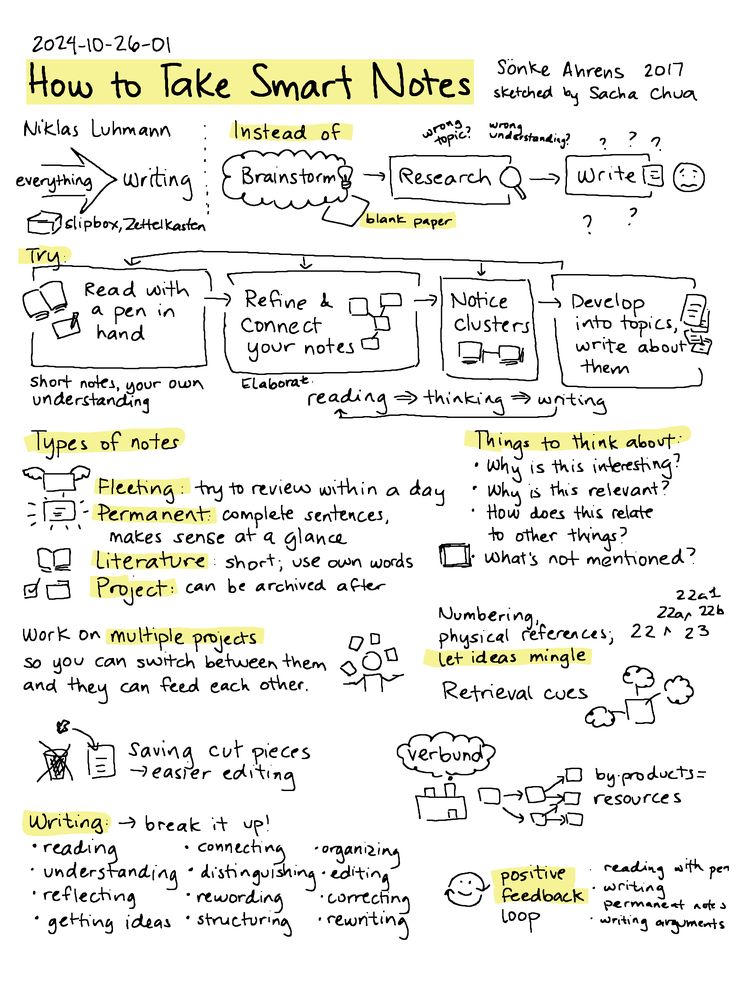 2024-10-26-01
How to Take Smart Notes
Sönke Ahrens 2017
sketched by Sacha Chua
Niklas Luhmann
everything
writing
slipbox, Zettelkasten
Instead of
Brainstorm
blank paper
wrong
topic?
Research
wrong
understanding?
Write
? ? ?
? ?
Try:
Read with
a pen in
hand
short notes, your own
understanding
Refine &
Connect
your notes
Elaborat.
Notice
clusters
Develop
into topics,
write about
them
reading ⇒ thinking ⇒ writing
Types of notes
Fleeting: try to review within a day
Permanent: complete sentences,
makes sense at a glance
Literature: short; use own words
Project: can be archived after
Things to think about:
• Why is this interesting?
• Why is this relevant?
• How does this relate
to other things?
• What's not mentioned?
Work on multiple projects
so you can switch between them
and they can feed each other.
Numbering,
physical references;
let ideas mingle
22a1
22a ^ 22b
22 ^ 23
Retrieval cues
Saving cut pieces
→ easier editing
verbund
by-products =
resources
Writing: → break it up!
• reading
• understanding
• reflecting
• getting ideas
• connecting
• distinguishing
• rewording
• structuring
• organizing
• editing
• correcting
• rewriting
positive
feedback
loop
• reading with pen
• writing
permanent notes
• writing arguments